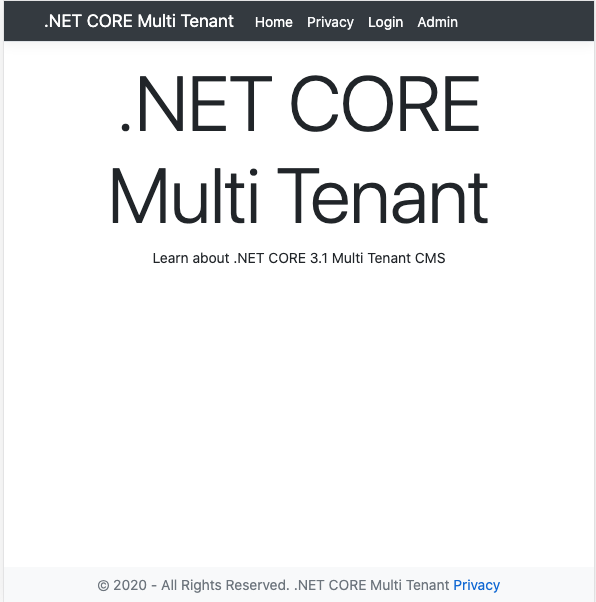 .NET CORE Multi Tenant Home Privacy Login Admin
.NET CORE
Multi Tenant
Learn about .NET CORE 3.1 Multi Tenant CMS
© 2020 - All Rights Reserved. .NET CORE Multi Tenant Privacy